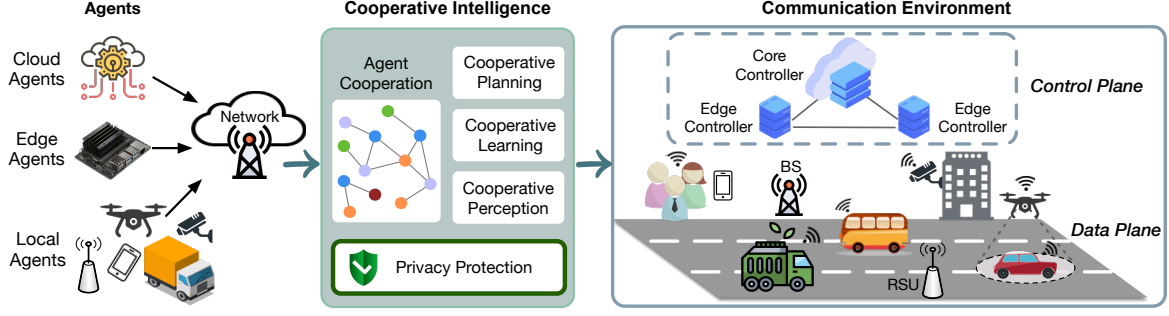 Agents
Cooperative Intelligence
Communication Environment
Cloud
Agents
Edge
Agents
Local
Agents
Network
Agent
Cooperation
Cooperative
Planning
Cooperative
Learning
Cooperative
Perception
Privacy Protection
Core
Controller
Edge
Controller
Edge
Controller
Control Plane
BS
Data Plane
RSU